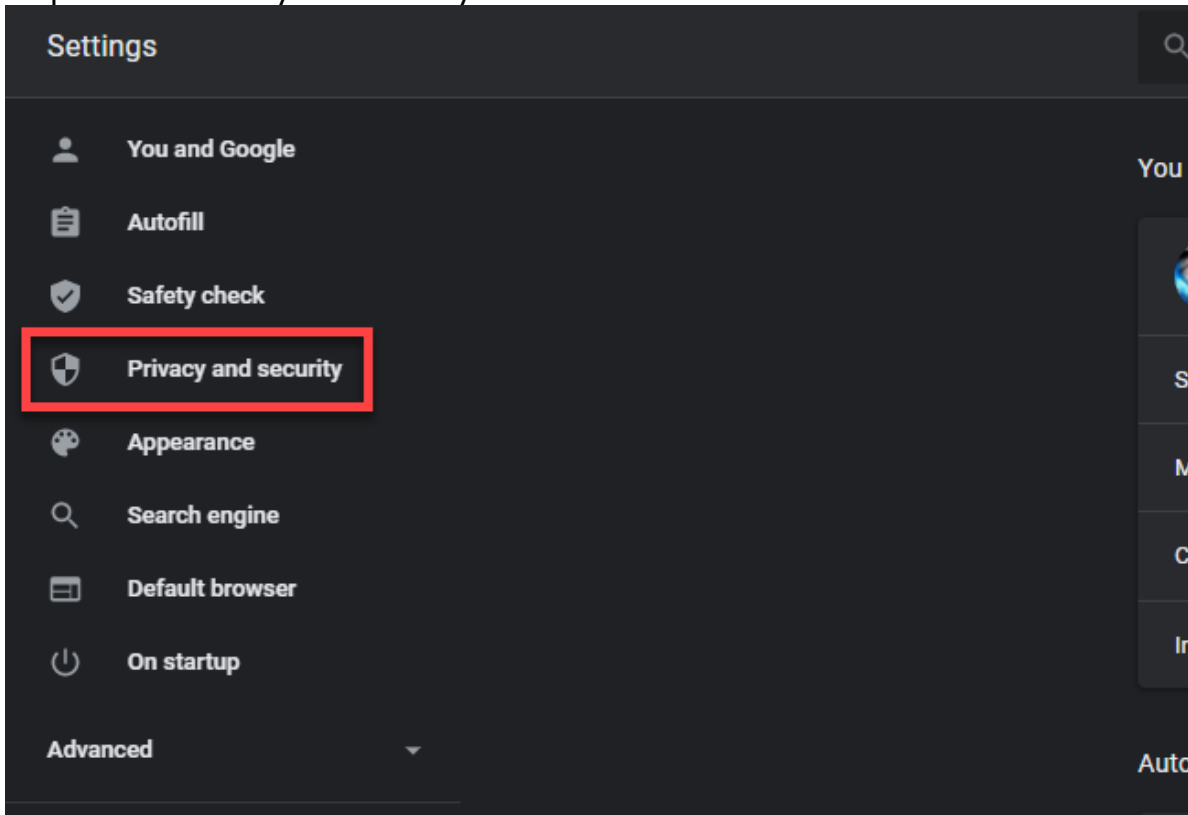 Settings
You and Google
You
Autofill
Safety check
Privacy and security
S
Appearance
M
Search engine
C
Default browser
On startup
Advanced
Auto